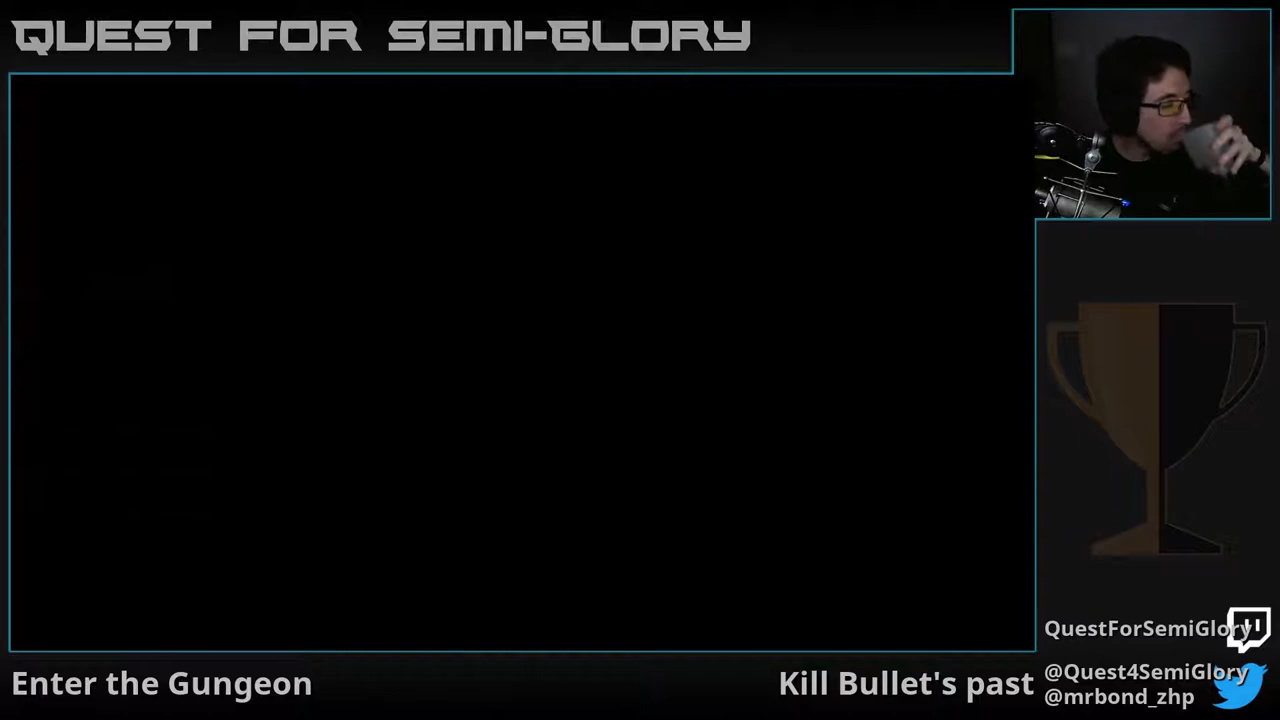 QUEST FOR SEMI-GLORY
QuestForSemiGlory
@Quest4SemiGlory
@mrbond_zhp
Enter the Gungeon
Kill Bullet's past